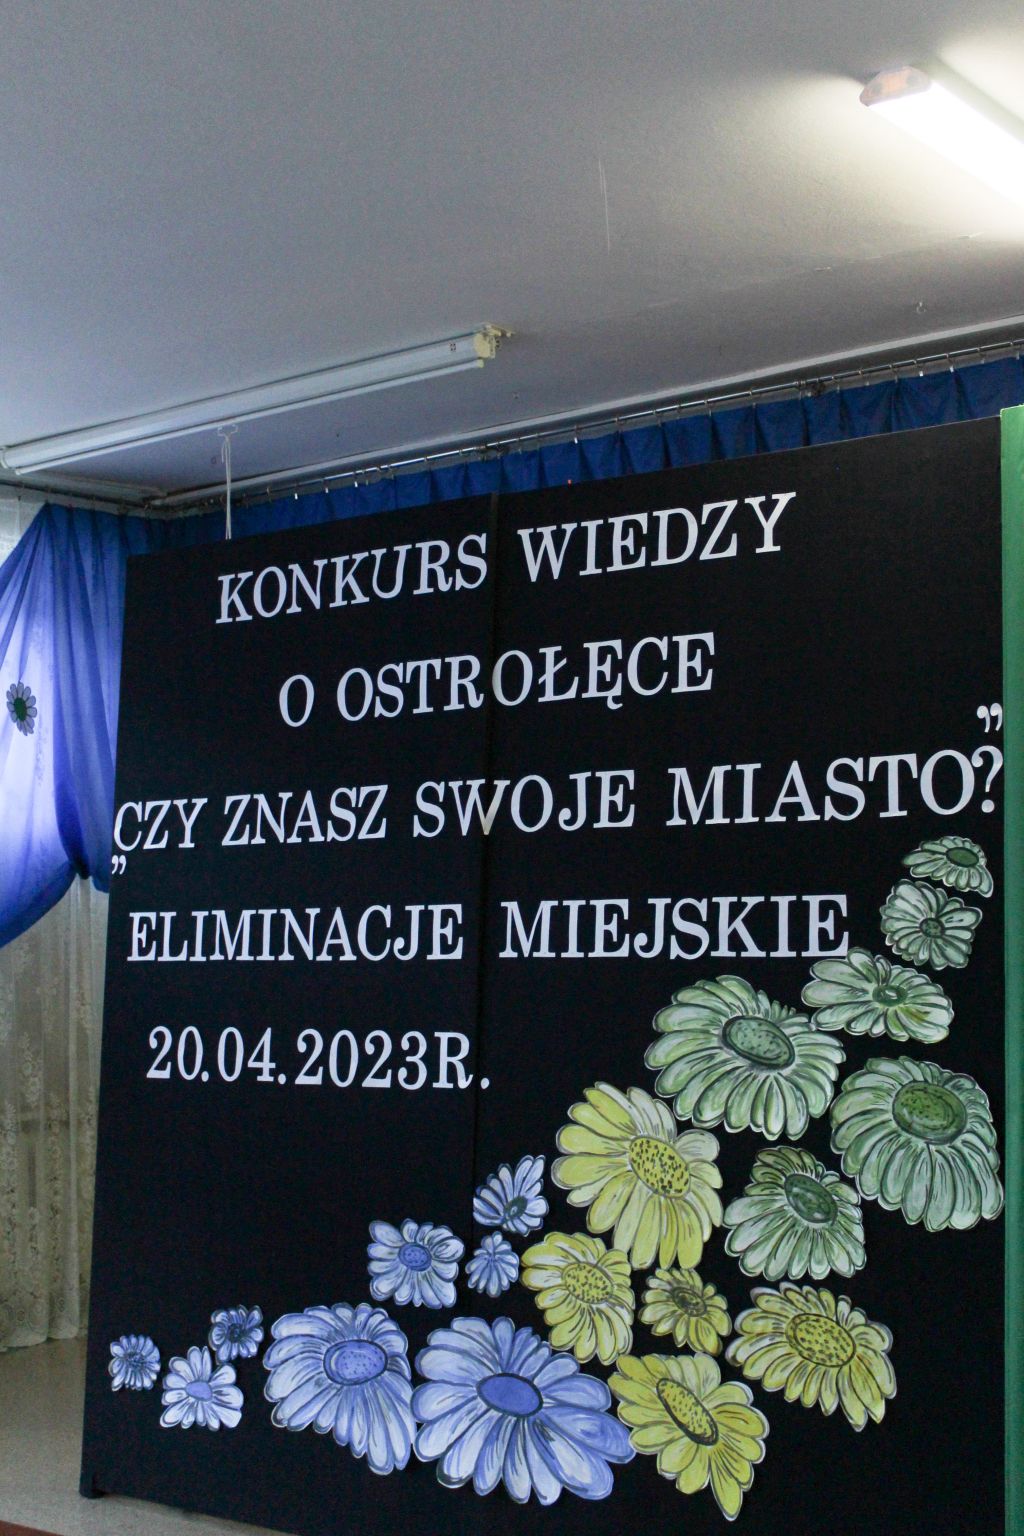 KONKURS WIEDZY
O OSTROŁĘCE
„CZY ZNASZ SWOJE MIASTO?”
ELIMINACJE MIEJSKIE
20.04.2023R.